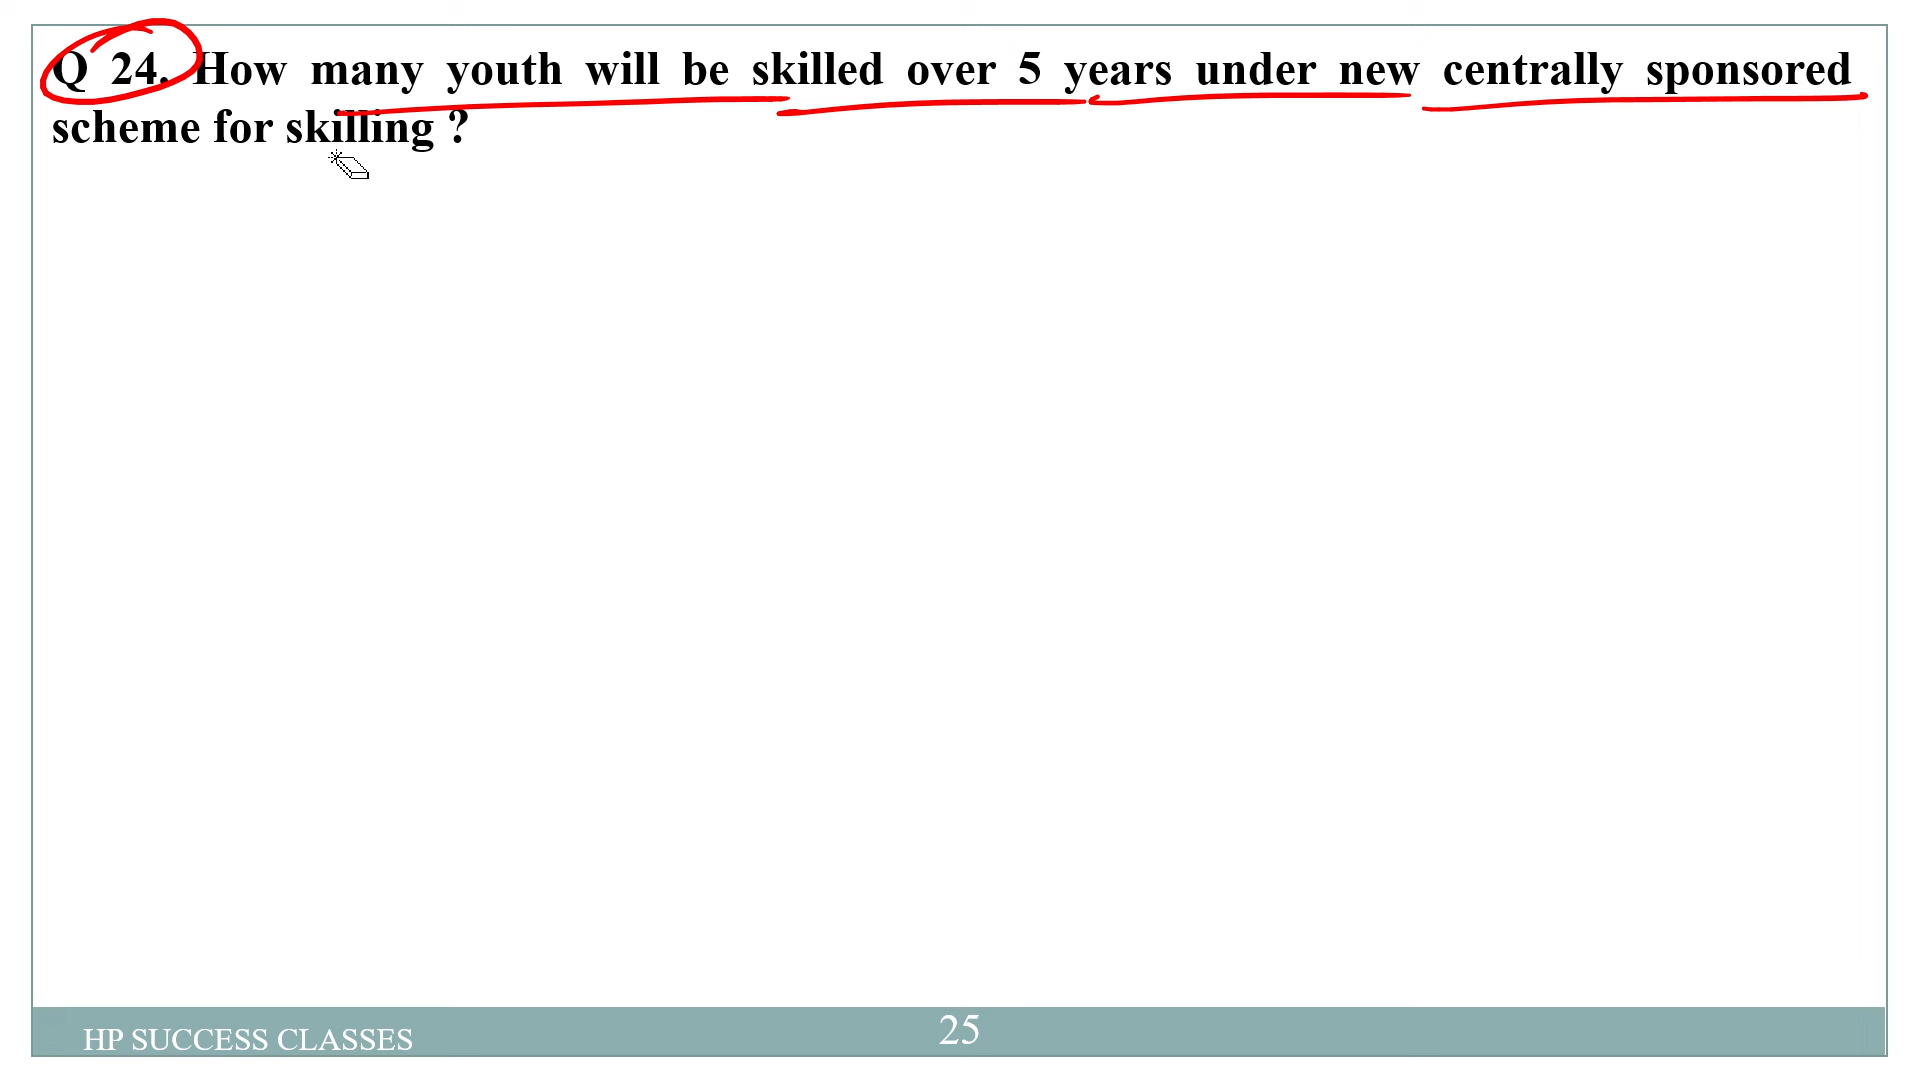 Q 24. How many youth will be skilled over 5 years under new centrally sponsored
scheme for skilling ?
HP SUCCESS CLASSES
25